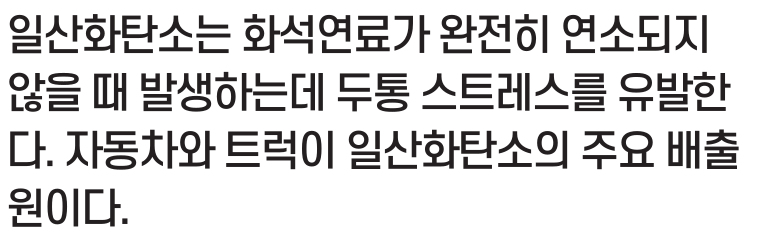 일산화탄소는 화석연료가 완전히 연소되지
않을 때 발생하는데 두통 스트레스를 유발한
다. 자동차와 트럭이 일산화탄소의 주요 배출
원이다.